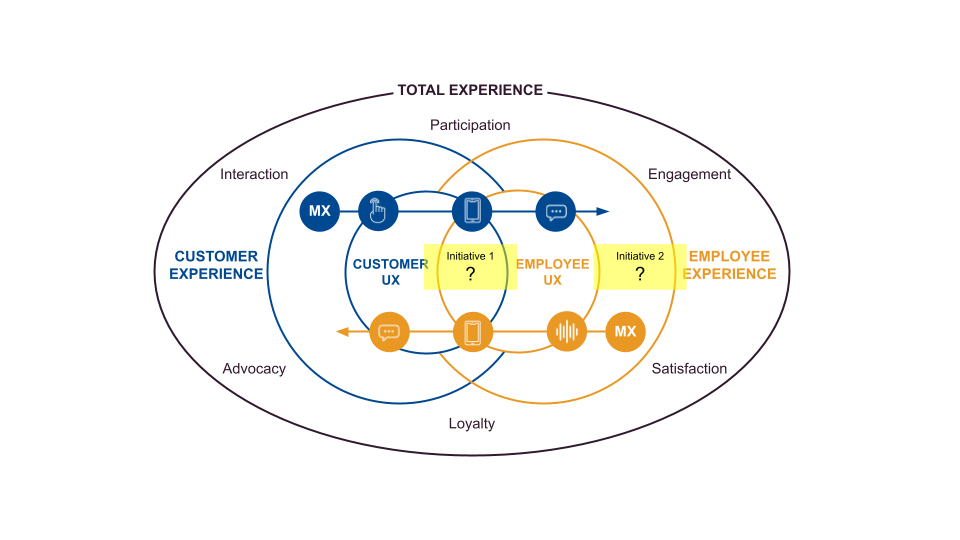 TOTAL EXPERIENCE
Participation
Interaction
Engagement
MX
CUSTOMER
EXPERIENCE
CUSTOMER
UX
Initiative 1
?
EMPLOYEE
UX
Initiative 2
?
EMPLOYEE
EXPERIENCE
MX
Advocacy
Satisfaction
Loyalty